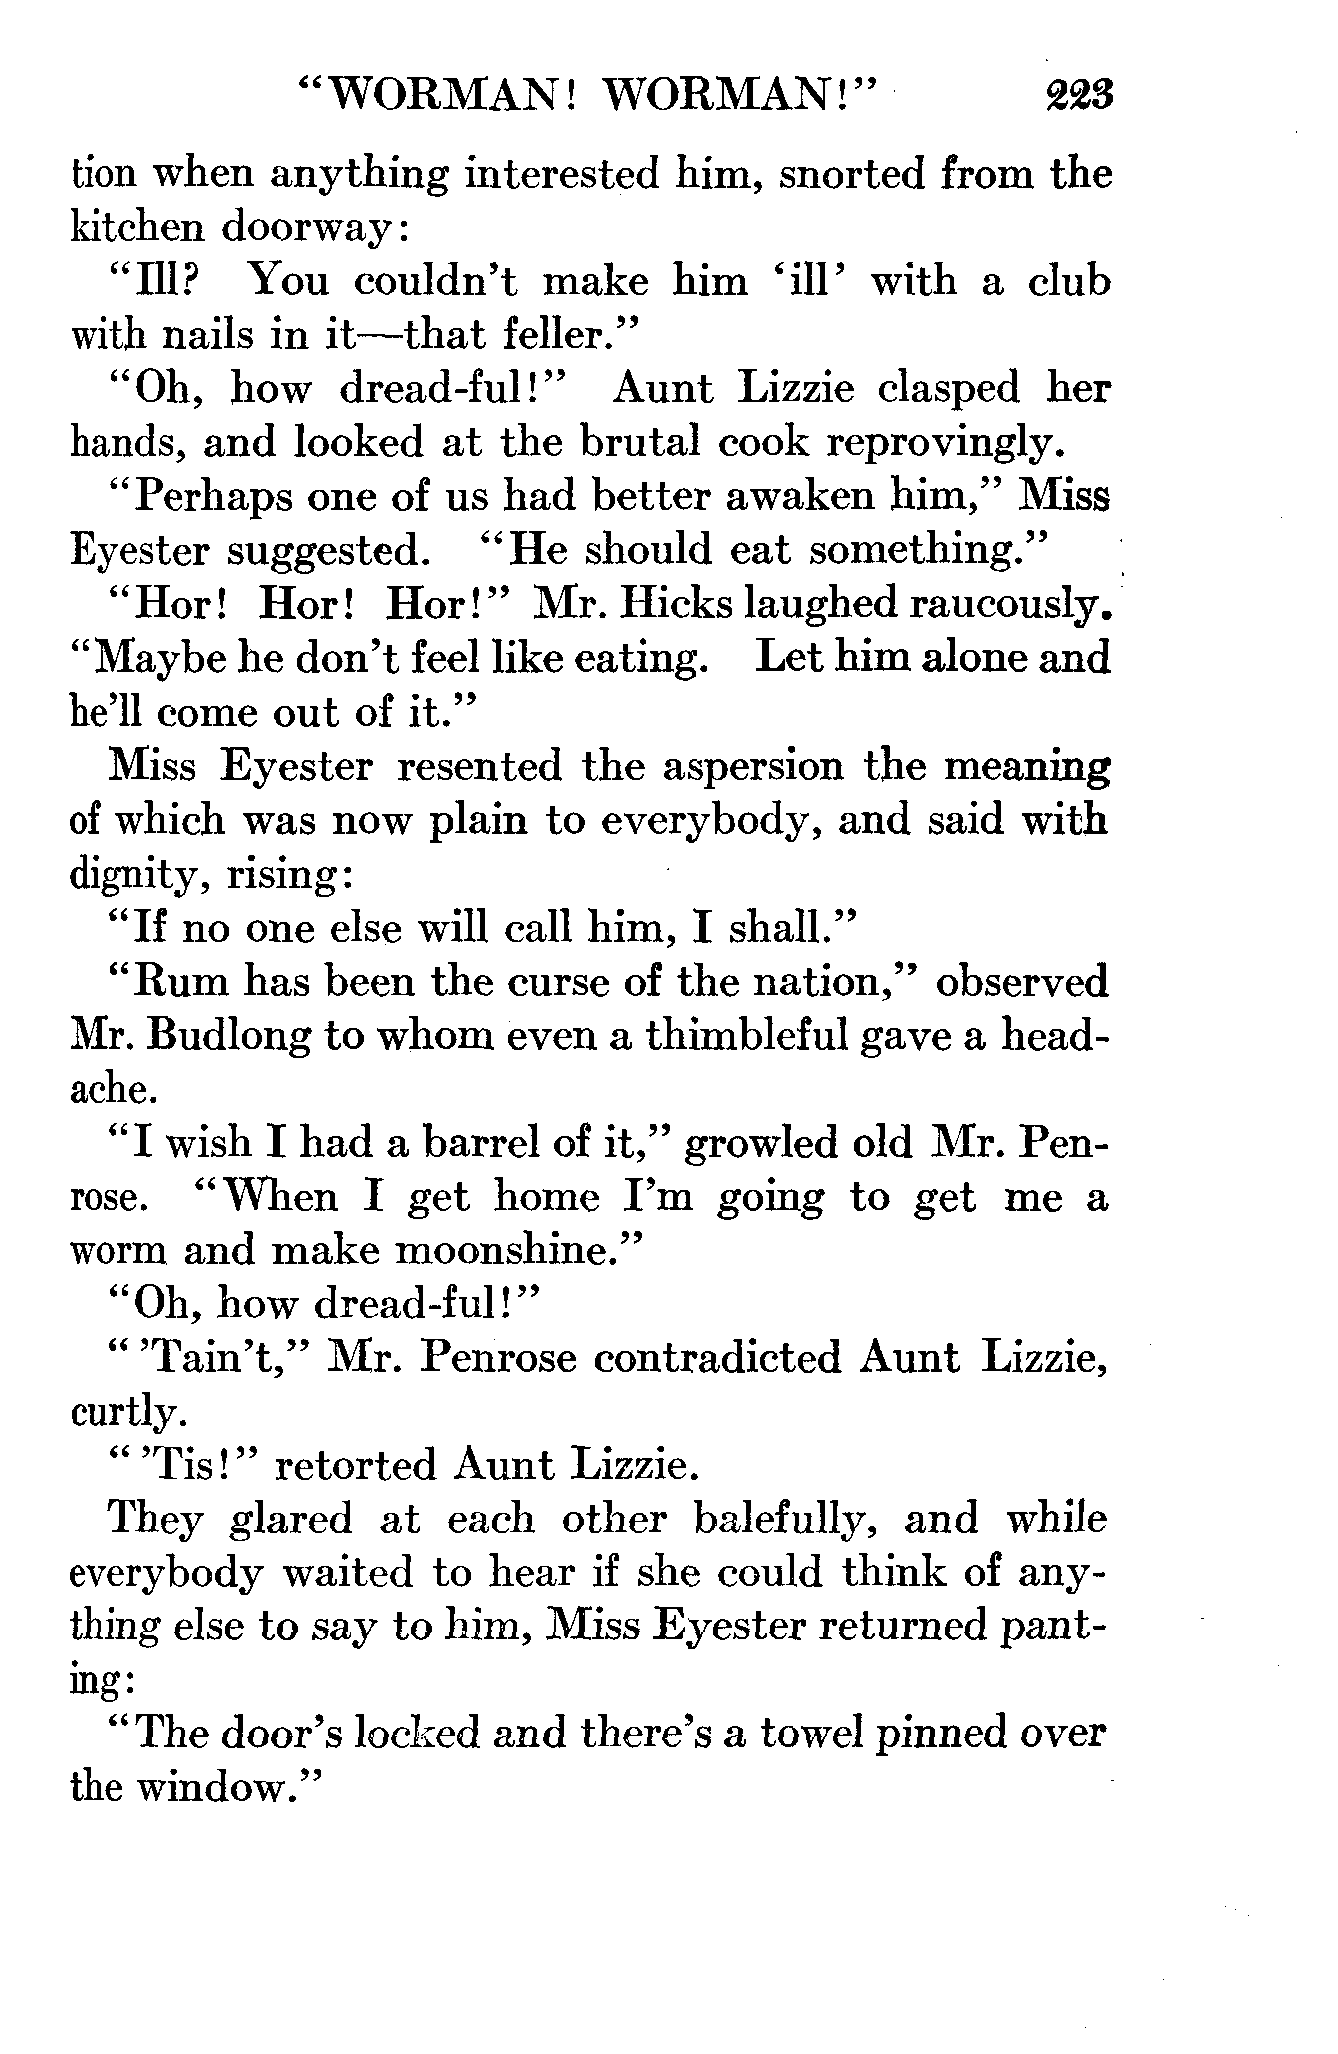 “WORMAN! WORMAN!” 223
tion when anything interested him, snorted from the
kitchen doorway:
“Ill? You couldn’t make him ‘ill’ with a club
with nails in it—that feller.”
“Oh, how dread-ful!” Aunt Lizzie clasped her
hands, and looked at the brutal cook reprovingly.
“Perhaps one of us had better awaken him,” Miss
Eyester suggested. “He should eat something.”
“Hor! Hor! Hor!” Mr. Hicks laughed raucously.
“Maybe he don’t feel like eating. Let him alone and
he’ll come out of it.”
Miss Eyester resented the aspersion the meaning
of which was now plain to everybody, and said with
dignity, rising:
“If no one else will call him, I shall.”
“Rum has been the curse of the nation,” observed
Mr. Budlong to whom even a thimbleful gave a head-
ache.
“I wish I had a barrel of it,” growled old Mr. Pen-
rose. “When I get home I’m going to get me a
worm and make moonshine.”
“Oh, how dread-ful!”
“ ’Tain’t,” Mr. Penrose contradicted Aunt Lizzie,
curtly.
“ ’Tis!” retorted Aunt Lizzie.
They glared at each other balefully, and while
everybody waited to hear if she could think of any-
thing else to say to him, Miss Eyester returned pant-
ing:
“The door’s locked and there’s a towel pinned over
the window.”